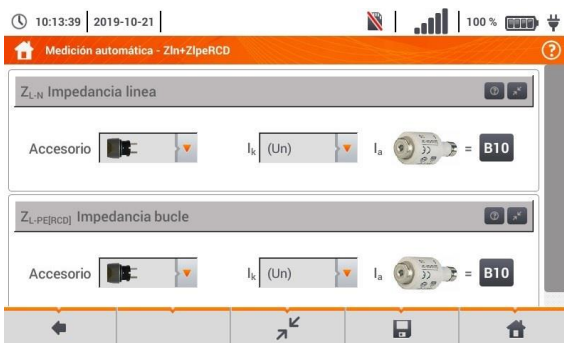 10:13:39 2019-10-21 100 %
Medición automática - Zln+ZlpeRCD
ZL-N Impedancia linea
Accesorio Ik (Un) Ia = B10
ZL-PE[RCD] Impedancia bucle
Accesorio Ik (Un) Ia = B10